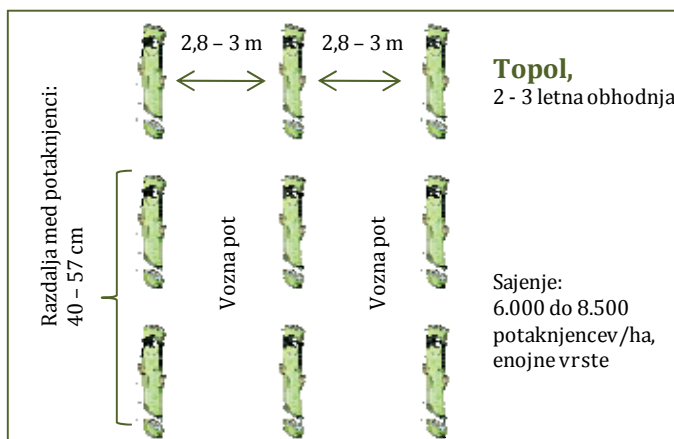 2,8 – 3 m
2,8 – 3 m
Topol,
2 - 3 letna obhodnja
Razdalja med potaknjenci:
40 – 57 cm
Vozna pot
Vozna pot
Sajenje:
6.000 do 8.500
potaknjencev/ha,
enojne vrste